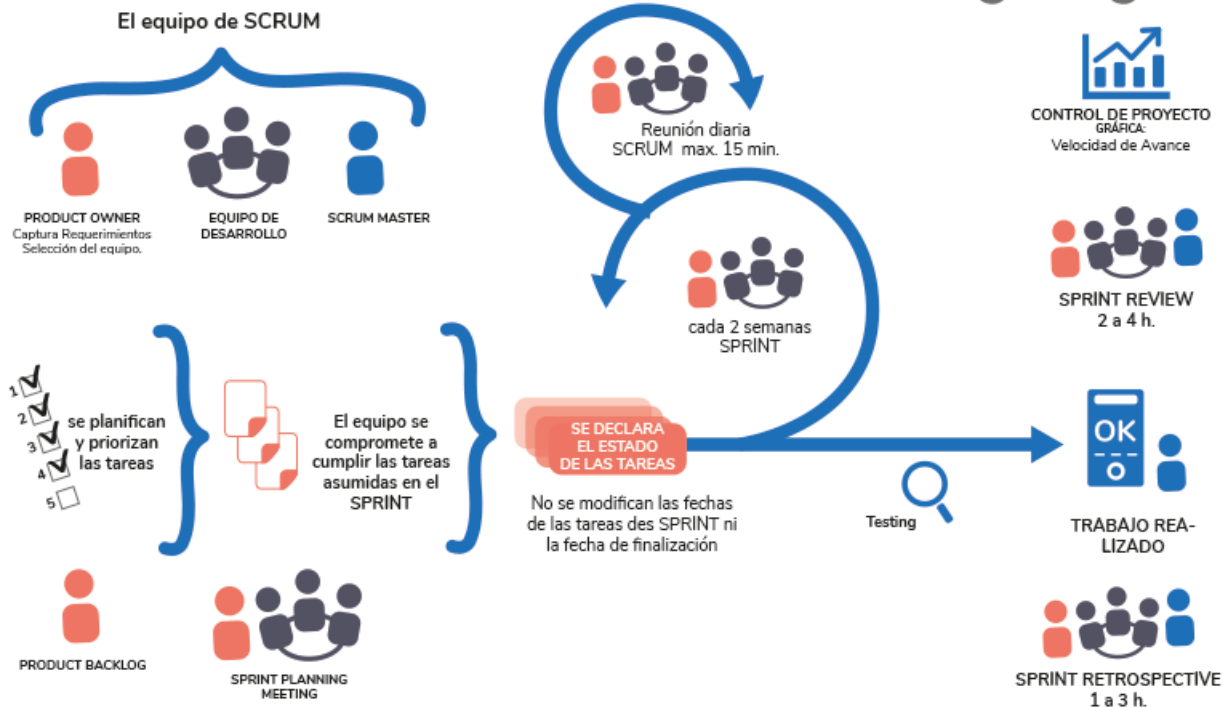 El equipo de SCRUM
PRODUCT OWNER
Captura Requerimientos
Selección del equipo.
EQUIPO DE
DESARROLLO
SCRUM MASTER
Reunión diaria
SCRUM max. 15 min.
cada 2 semanas
SPRINT
CONTROL DE PROYECTO
GRÁFICA:
Velocidad de Avance
SPRINT REVIEW
2 a 4 h.
1
2
3
4
5
se planifican
y priorizan
las tareas
El equipo se
compromete a
cumplir las tareas
asumidas en el
SPRINT
SE DECLARA
EL ESTADO
DE LAS TAREAS
No se modifican las fechas
de las tareas des SPRINT ni
la fecha de finalización
Testing
OK
TRABAJO REA-
LIZADO
PRODUCT BACKLOG
SPRINT PLANNING
MEETING
SPRINT RETROSPECTIVE
1 a 3 h.